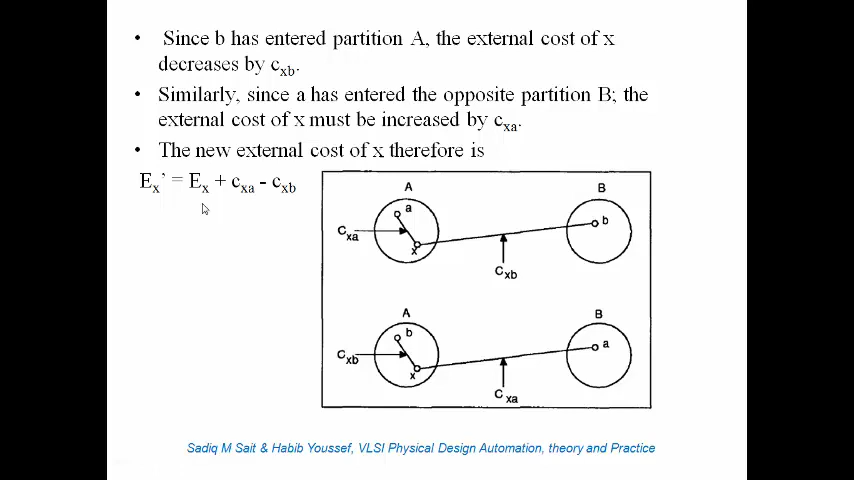 • Since b has entered partition A, the external cost of x
decreases by cxb.
• Similarly, since a has entered the opposite partition B; the
external cost of x must be increased by cxa.
• The new external cost of x therefore is
Ex' = Ex + cxa - cxb
A B
a
b
Cxa
x
Cxb
A B
b
a
Cxb
x
Cxa
Sadiq M Sait & Habib Youssef, VLSI Physical Design Automation, theory and Practice